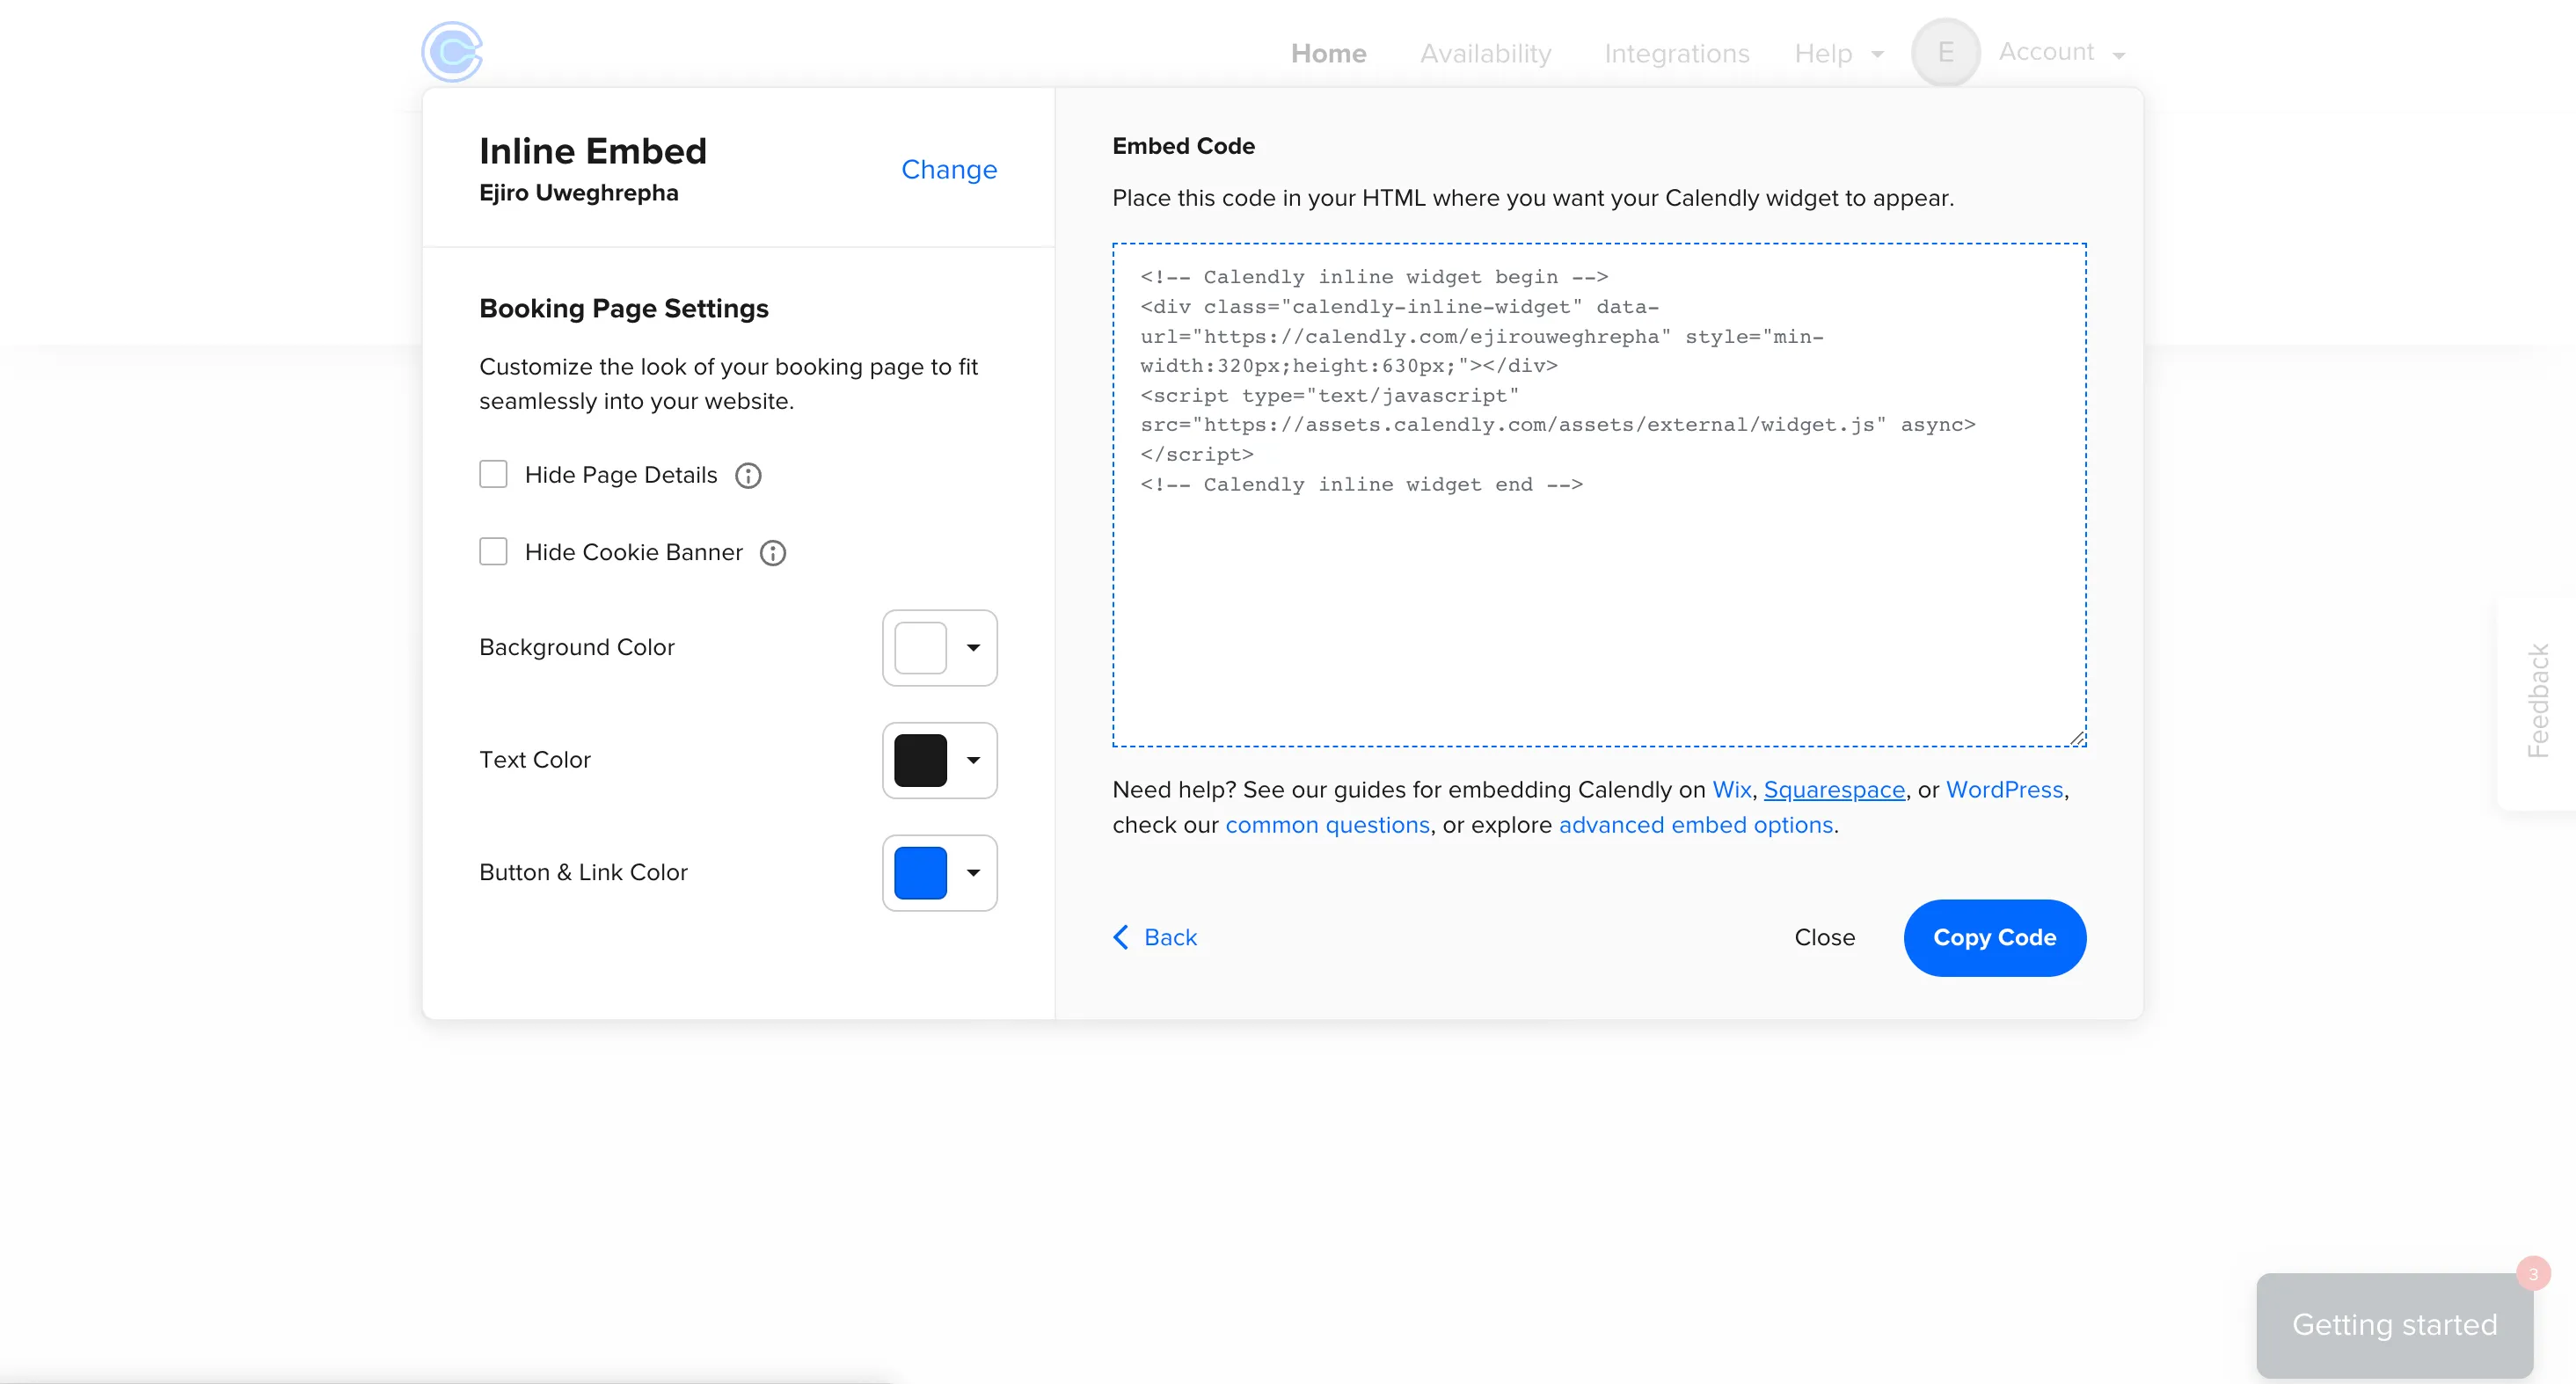 Home Availability Integrations Help E Account
Inline Embed
Ejiro Uweghrepha
Change
Booking Page Settings
Customize the look of your booking page to fit
seamlessly into your website.
Hide Page Details
Hide Cookie Banner
Background Color
Text Color
Button & Link Color
Embed Code
Place this code in your HTML where you want your Calendly widget to appear.
<!-- Calendly inline widget begin -->
<div class="calendly-inline-widget" data-
url="https://calendly.com/ejirouweghrepha" style="min-
width:320px;height:630px;"></div>
<script type="text/javascript"
src="https://assets.calendly.com/assets/external/widget.js" async>
</script>
<!-- Calendly inline widget end -->
Need help? See our guides for embedding Calendly on Wix, Squarespace, or WordPress,
check our common questions, or explore advanced embed options.
Back
Close
Copy Code
Feedback
3
Getting started